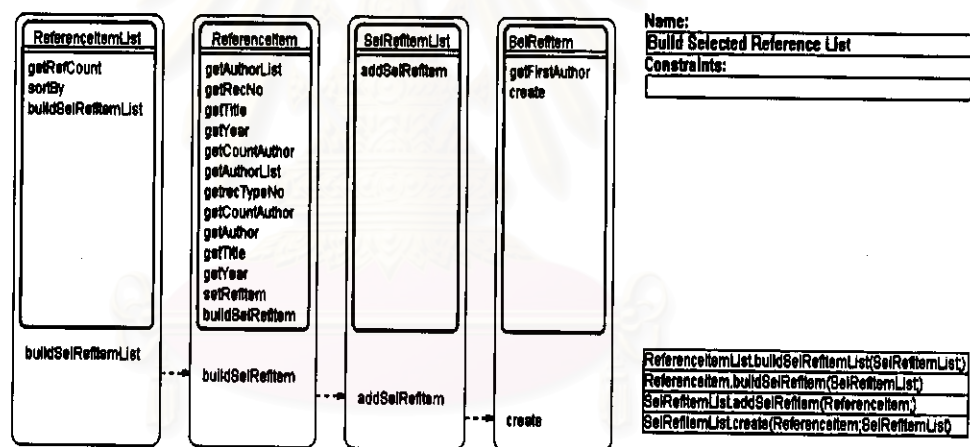 ReferenceItemList
getRefCount
sortBy
buildSelRefItemList
ReferenceItem
getAuthorList
getRecNo
getTitle
getYear
getCountAuthor
getAuthorList
getrecTypeNo
getCountAuthor
getAuthor
getTitle
getYear
setRefItem
buildSelRefItem
SelRefItemList
addSelRefItem
SelRefItem
getFirstAuthor
create
Name:
Build Selected Reference List
Constraints:
buildSelRefItemList
buildSelRefItem
addSelRefItem
create
ReferenceItemList.buildSelRefItemList(SelRefItemList;)
ReferenceItem.buildSelRefItem(SelRefItemList;)
SelRefItemList.addSelRefItem(ReferenceItem;)
SelRefItemList.create(ReferenceItem;SelRefItemList)